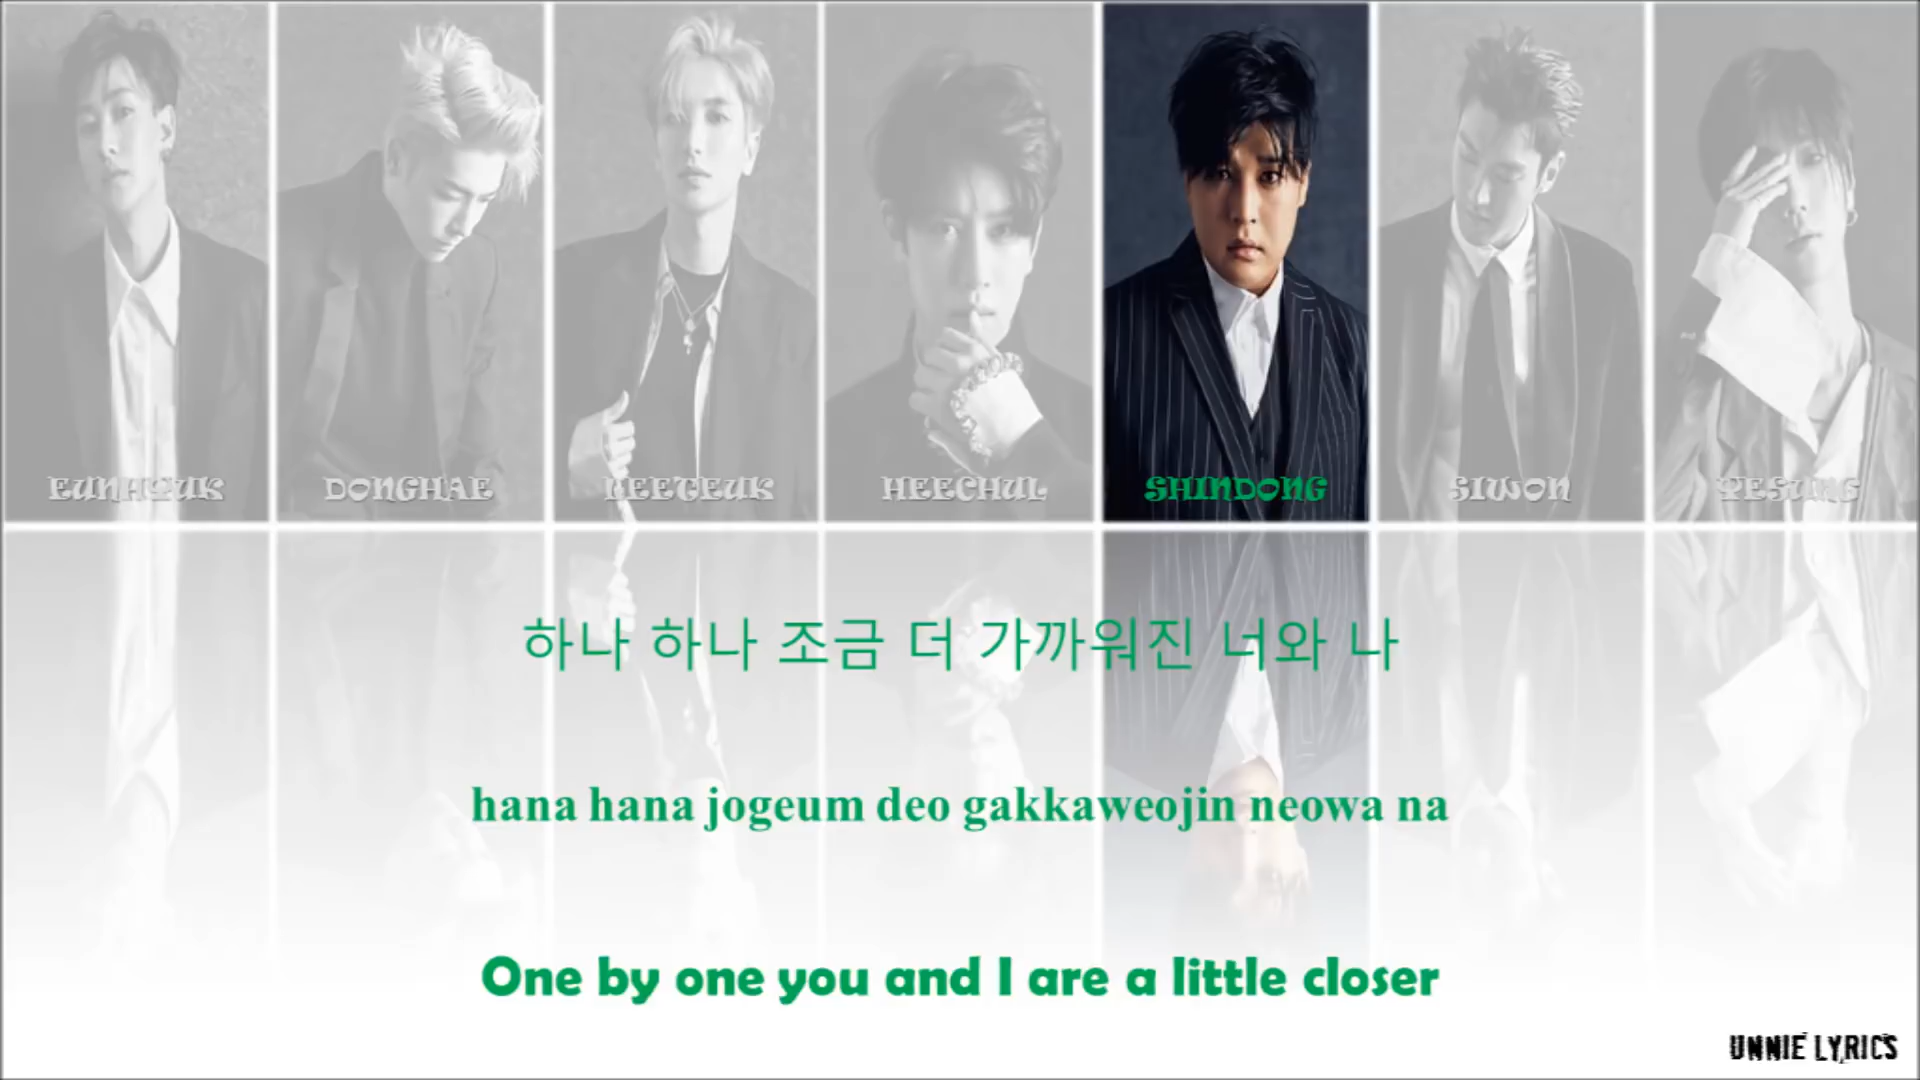 EUNHYUK DONGHAE LEETEUK HEECHUL SHINDONG SIWON YESUNG
하나 하나 조금 더 가까워진 너와 나
hana hana jogeum deo gakkaweojin neowa na
One by one you and I are a little closer
UNNIE LYRICS